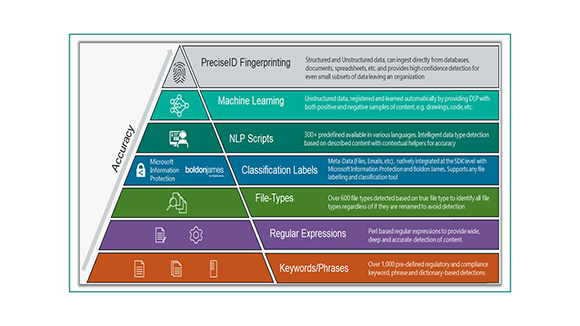 Accuracy
PreciseID Fingerprinting
Structured and Unstructured data, can ingest directly from databases,
documents, spreadsheets, etc. and provides high confidence detection for
even small subsets of data leaving an organization
Machine Learning
Unstructured data, registered and learned automatically by providing DLP with
both positive and negative samples of content, e.g. drawings, code, etc.
NLP Scripts
300+ predefined available in various languages. Intelligent data type detection
based on described content with contextual helpers for accuracy
Microsoft
Information
Protection
boldonjames
Classification Labels
Meta-Data (Files, Emails, etc), natively integrated at the SDK level with
Microsoft Information Protection and Boldon James. Supports any file
labelling and classification tool
File-Types
Over 600 file types detected based on true file type to identify all
file types regardless of if they are renamed to avoid detection
Regular Expressions
Perl based regular expressions to provide wide,
deep and accurate detection of content
Keywords/Phrases
Over 1,000 pre-defined regulatory and compliance
keyword, phrase and dictionary-based detections